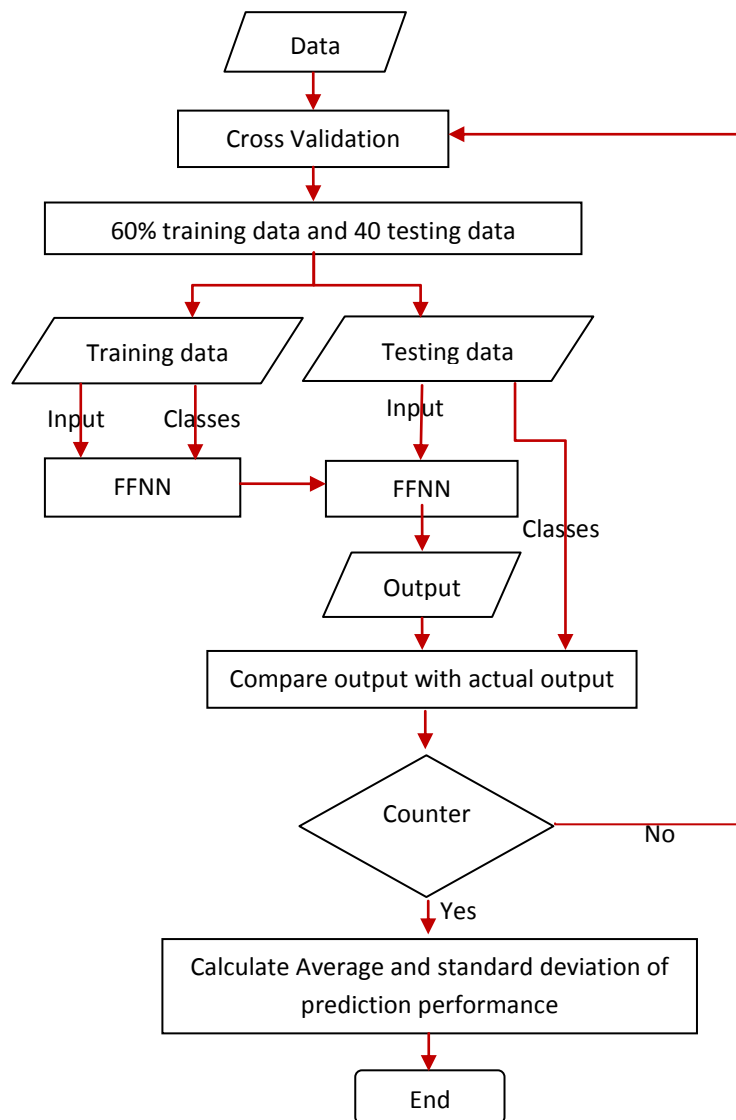 Data
Cross Validation
60% training data and 40 testing data
Training data
Testing data
Input
Classes
Input
FFNN
FFNN
Classes
Output
Compare output with actual output
Counter
No
Yes
Calculate Average and standard deviation of
prediction performance
End